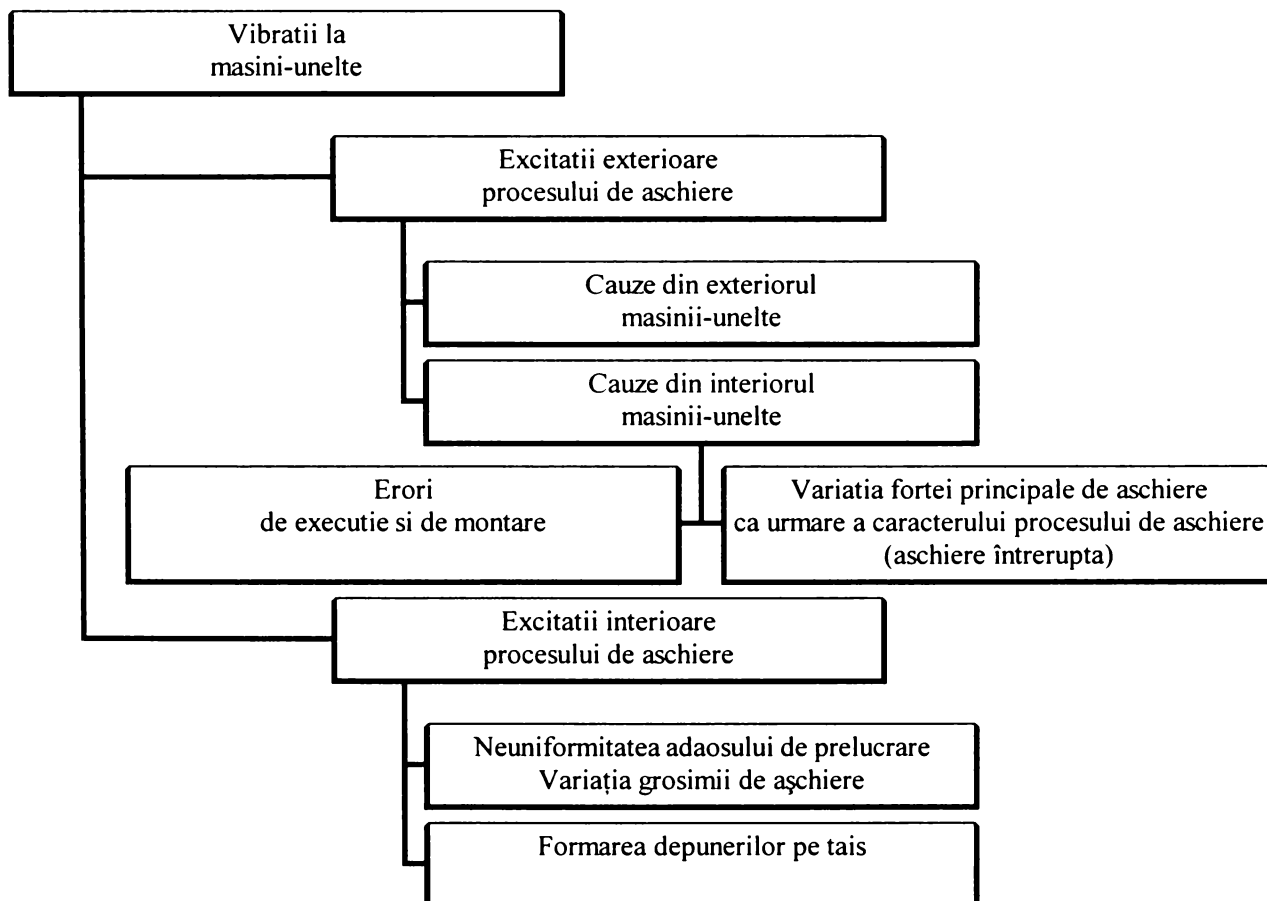 Vibratii la
masini-unelte
Excitatii exterioare
procesului de aschiere
Cauze din exteriorul
masinii-unelte
Cauze din interiorul
masinii-unelte
Erori
de executie si de montare
Variatia fortei principale de aschiere
ca urmare a caracterului procesului de aschiere
(aschiere întrerupta)
Excitatii interioare
procesului de aschiere
Neuniformitatea adaosului de prelucrare
Variația grosimii de așchiere
Formarea depunerilor pe tais